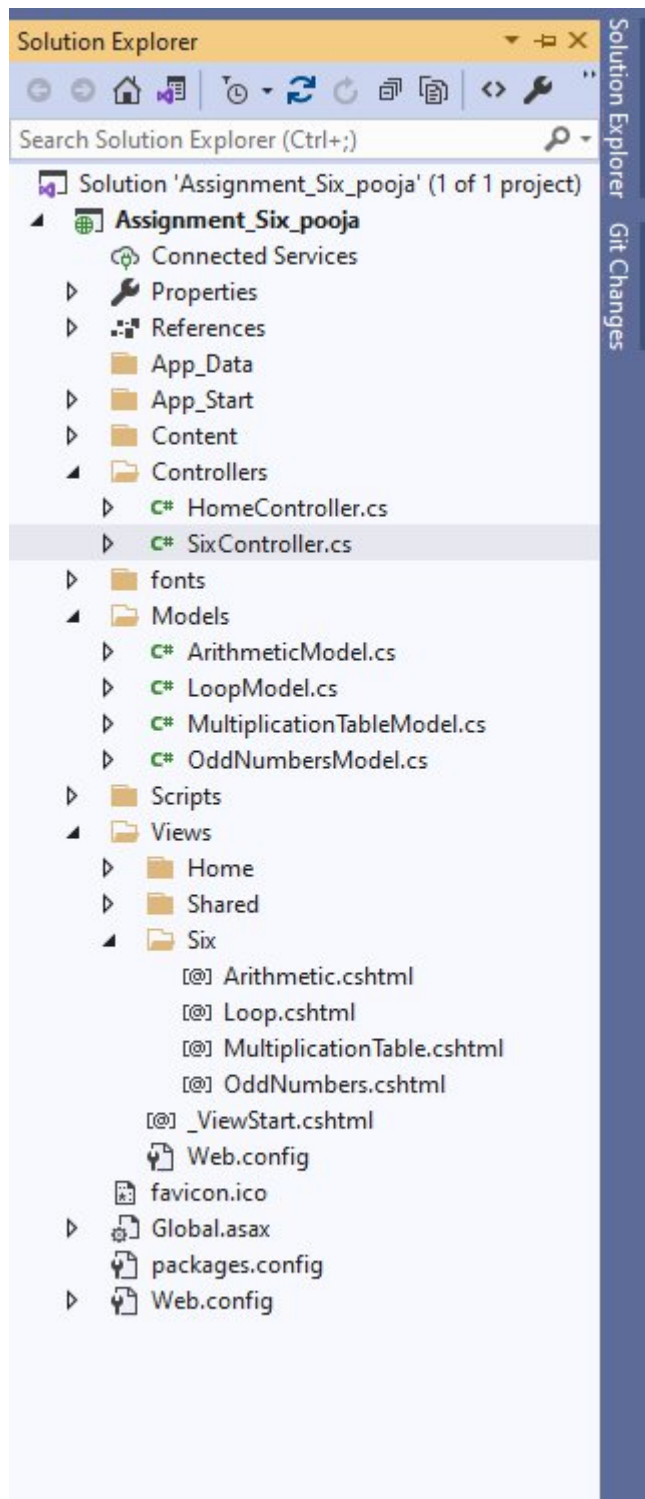 Solution Explorer
Search Solution Explorer (Ctrl+;)
Solution 'Assignment_Six_pooja' (1 of 1 project)
Assignment_Six_pooja
Connected Services
Properties
References
App_Data
App_Start
Content
Controllers
C# HomeController.cs
C# SixController.cs
fonts
Models
C# ArithmeticModel.cs
C# LoopModel.cs
C# MultiplicationTableModel.cs
C# OddNumbersModel.cs
Scripts
Views
Home
Shared
Six
[@] Arithmetic.cshtml
[@] Loop.cshtml
[@] MultiplicationTable.cshtml
[@] OddNumbers.cshtml
[@] _ViewStart.cshtml
Web.config
favicon.ico
Global.asax
packages.config
Web.config
Solution Explorer
Git Changes